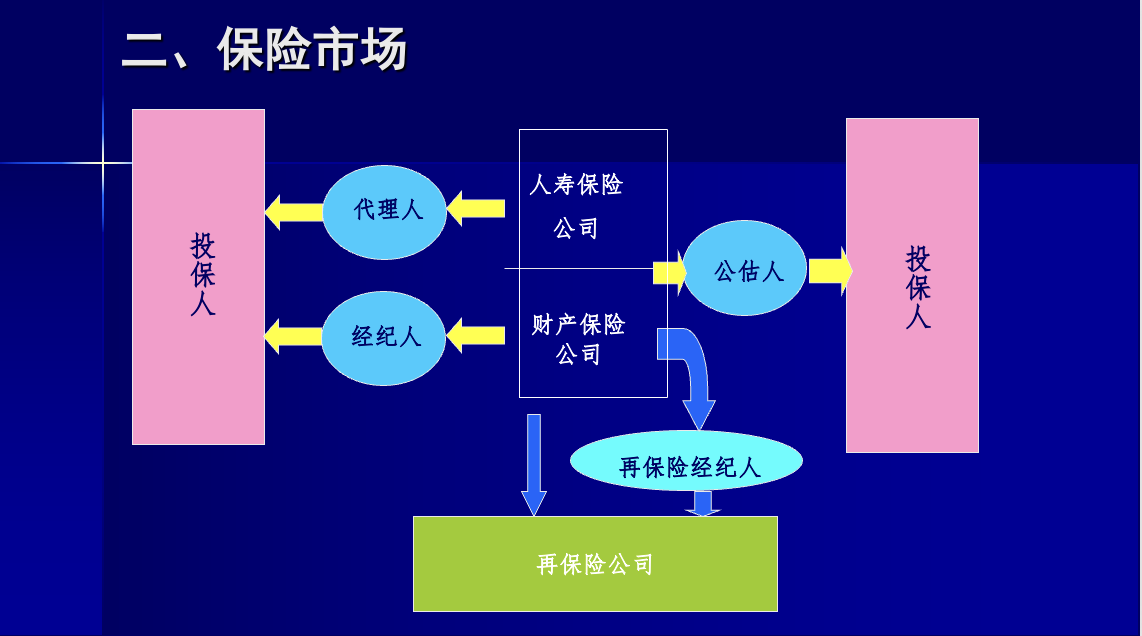 二、保险市场
投保人
代理人
经纪人
人寿保险
公司
财产保险
公司
公估人
投保人
再保险经纪人
再保险公司